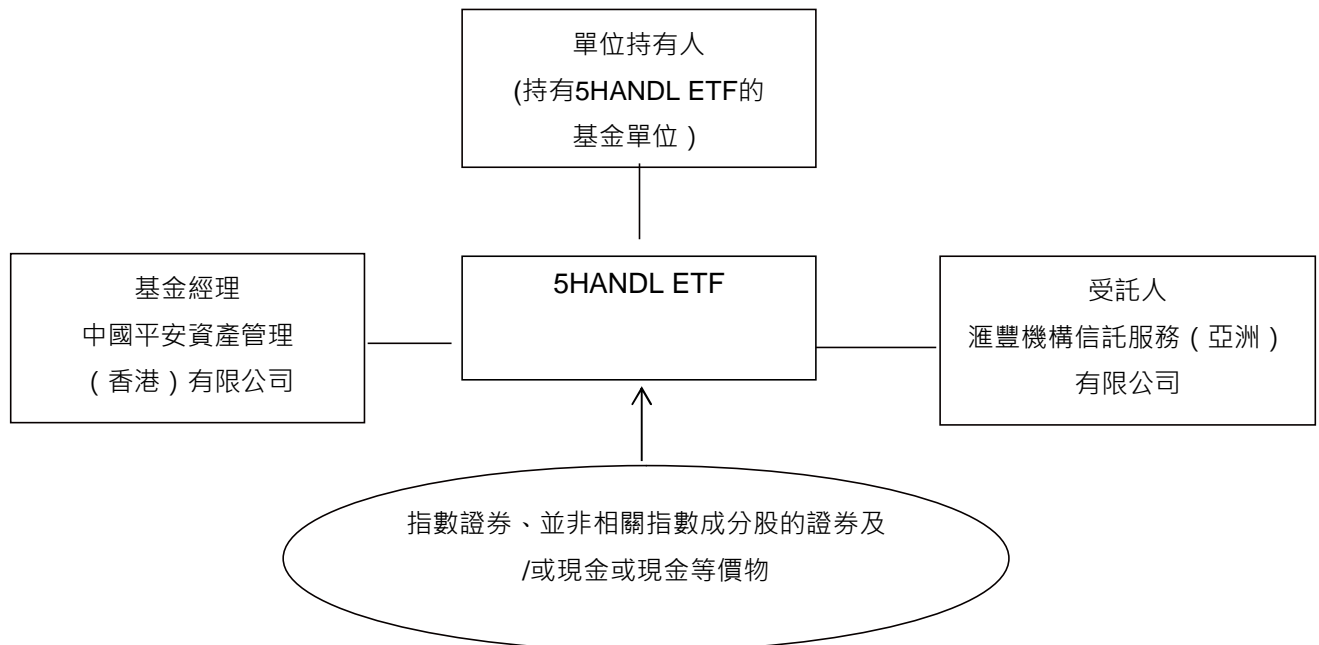 單位持有人
(持有5HANDL ETF的
基金單位）
基金經理
中國平安資產管理
（香港）有限公司
5HANDL ETF
受託人
滙豐機構信託服務（亞洲）
有限公司
指數證券、並非相關指數成分股的證券及
/或現金或現金等價物